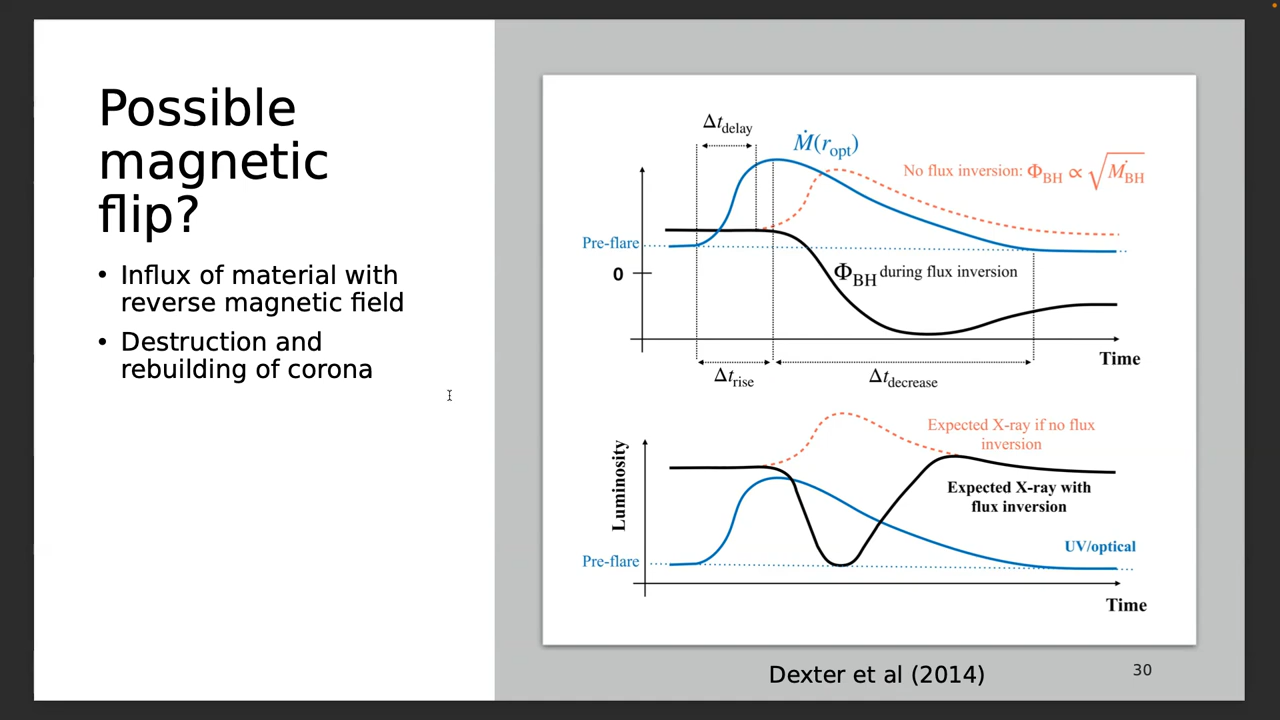 Possible
magnetic
flip?
• Influx of material with
reverse magnetic field
• Destruction and
rebuilding of corona
Δt_delay
Ṁ(r_opt)
No flux inversion: Φ_BH ∝ √Ṁ_BH
Pre-flare
0
Φ_BH during flux inversion
Time
Δt_rise
Δt_decrease
Luminosity
Expected X-ray if no flux
inversion
Expected X-ray with
flux inversion
UV/optical
Pre-flare
Time
Dexter et al (2014)
30